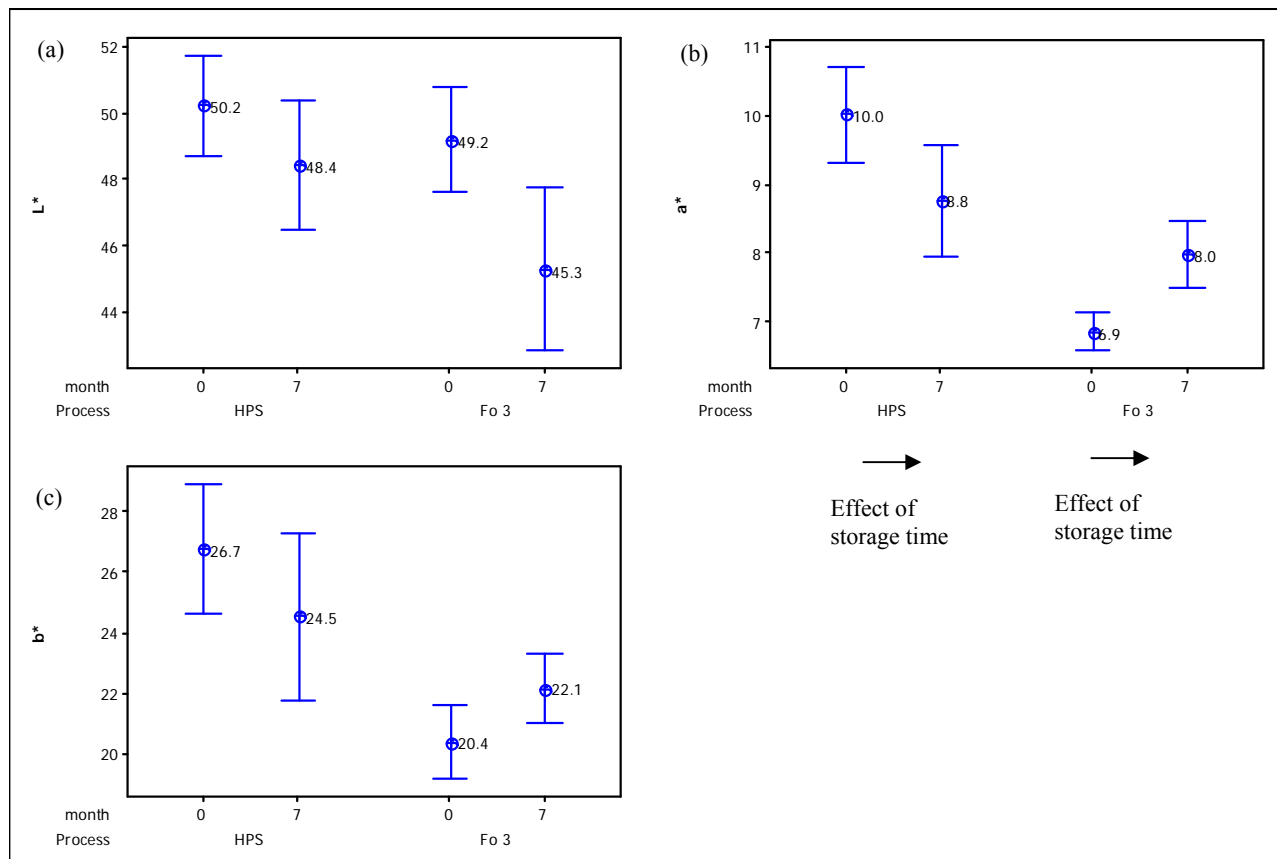 (a)
L*
52
50
48
46
44
50.2
48.4
49.2
45.3
month 0 7 0 7
Process HPS Fo 3
(b)
a*
11
10
9
8
7
10.0
8.8
6.9
8.0
month 0 7 0 7
Process HPS Fo 3
Effect of
storage time
Effect of
storage time
(c)
b*
28
26
24
22
20
26.7
24.5
20.4
22.1
month 0 7 0 7
Process HPS Fo 3